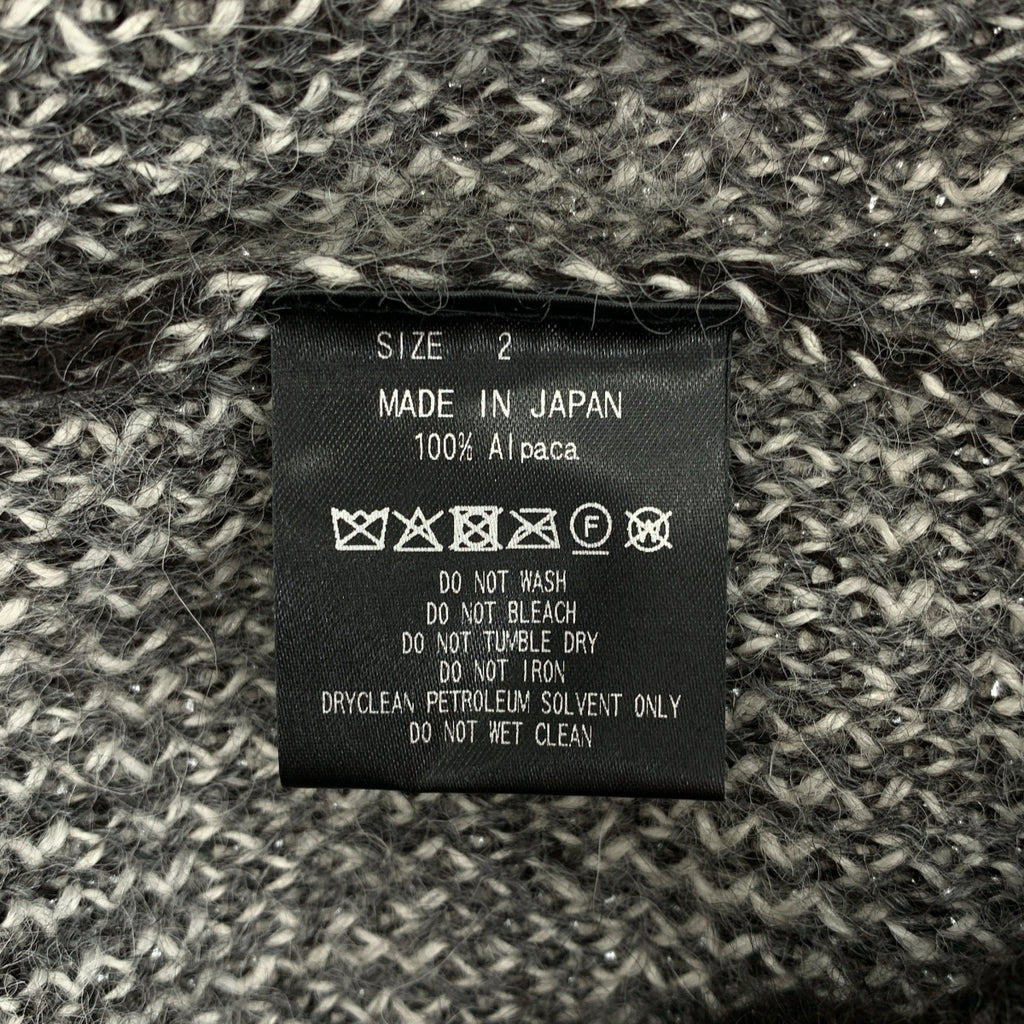 SIZE 2
MADE IN JAPAN
100% Alpaca
F W
DO NOT WASH
DO NOT BLEACH
DO NOT TUMBLE DRY
DO NOT IRON
DRYCLEAN PETROLEUM SOLVENT ONLY
DO NOT WET CLEAN